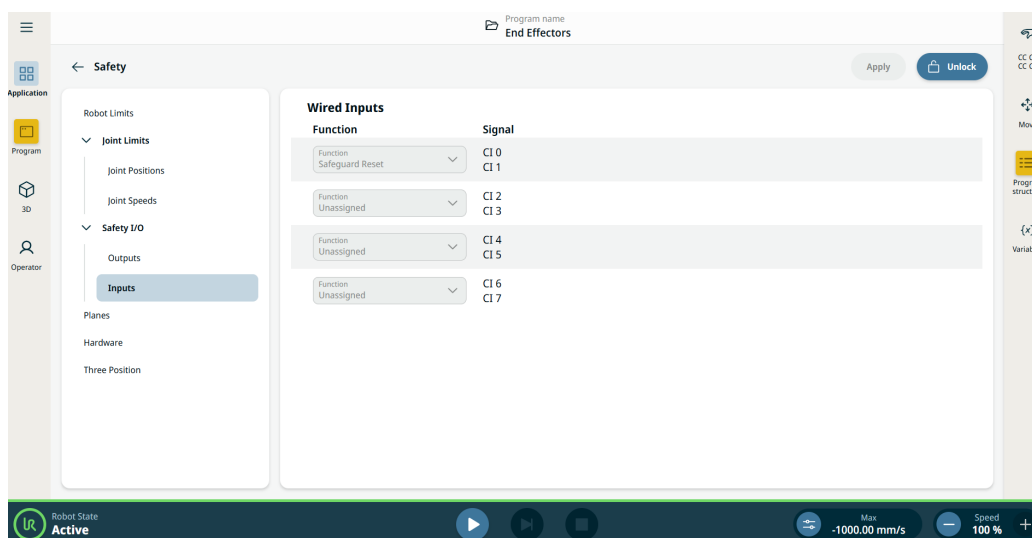 Program name
End Effectors
Safety
Apply
Unlock
Application
Program
3D
Operator
Robot Limits
Joint Limits
Joint Positions
Joint Speeds
Safety I/O
Outputs
Inputs
Planes
Hardware
Three Position
Wired Inputs
Function Signal
Function
Safeguard Reset
CI 0
CI 1
Function
Unassigned
CI 2
CI 3
Function
Unassigned
CI 4
CI 5
Function
Unassigned
CI 6
CI 7
CC
CC
{x}
UR
Robot State
Active
Max
-1000.00 mm/s
Speed
100 %